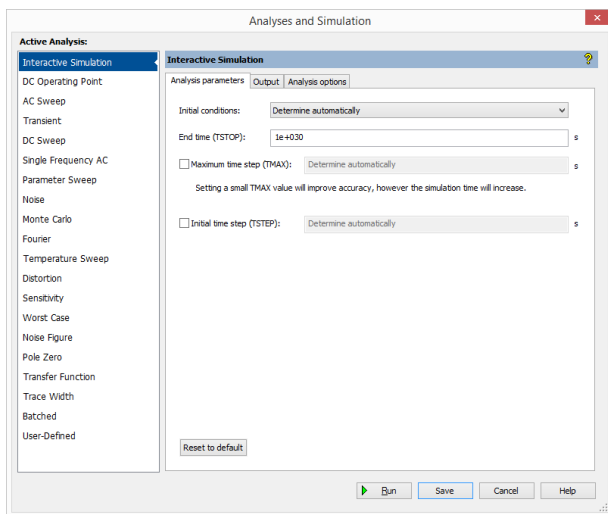 Analyses and Simulation
Active Analysis:
Interactive Simulation
DC Operating Point
AC Sweep
Transient
DC Sweep
Single Frequency AC
Parameter Sweep
Noise
Monte Carlo
Fourier
Temperature Sweep
Distortion
Sensitivity
Worst Case
Noise Figure
Pole Zero
Transfer Function
Trace Width
Batched
User-Defined
Interactive Simulation ?
Analysis parameters Output Analysis options
Initial conditions: Determine automatically
End time (TSTOP): 1e+030 s
Maximum time step (TMAX): Determine automatically s
Setting a small TMAX value will improve accuracy, however the simulation time will increase.
Initial time step (TSTEP): Determine automatically s
Reset to default
Run Save Cancel Help